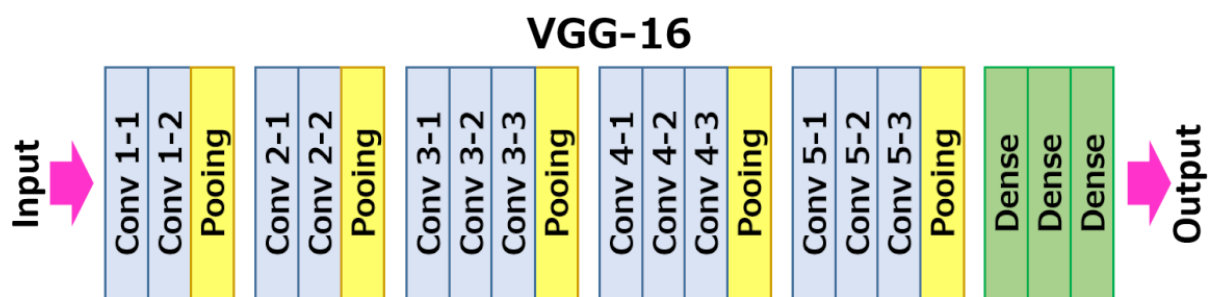 VGG-16
Input
Conv 1-1
Conv 1-2
Pooing
Conv 2-1
Conv 2-2
Pooing
Conv 3-1
Conv 3-2
Conv 3-3
Pooing
Conv 4-1
Conv 4-2
Conv 4-3
Pooing
Conv 5-1
Conv 5-2
Conv 5-3
Pooing
Dense
Dense
Dense
Output